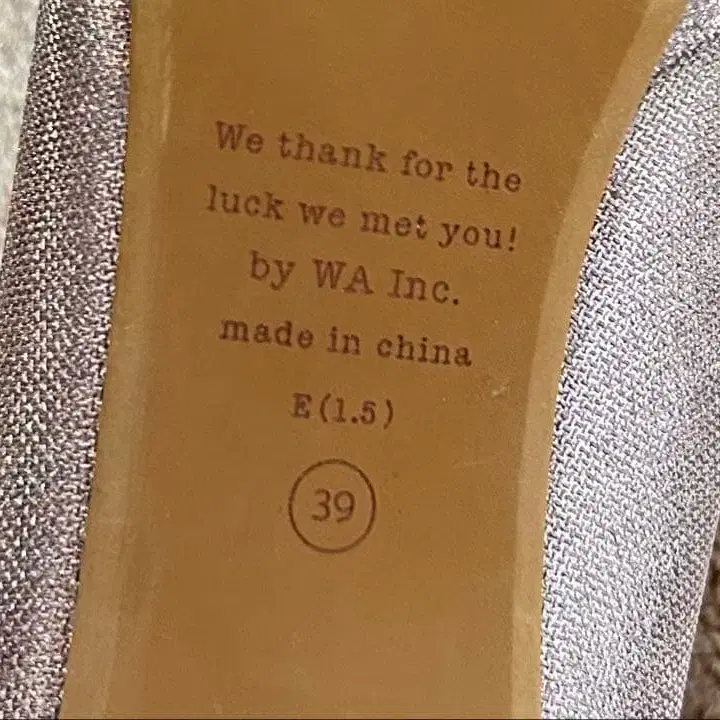 We thank for the
luck we met you!
by WA Inc.
made in china
E(1.5)
39